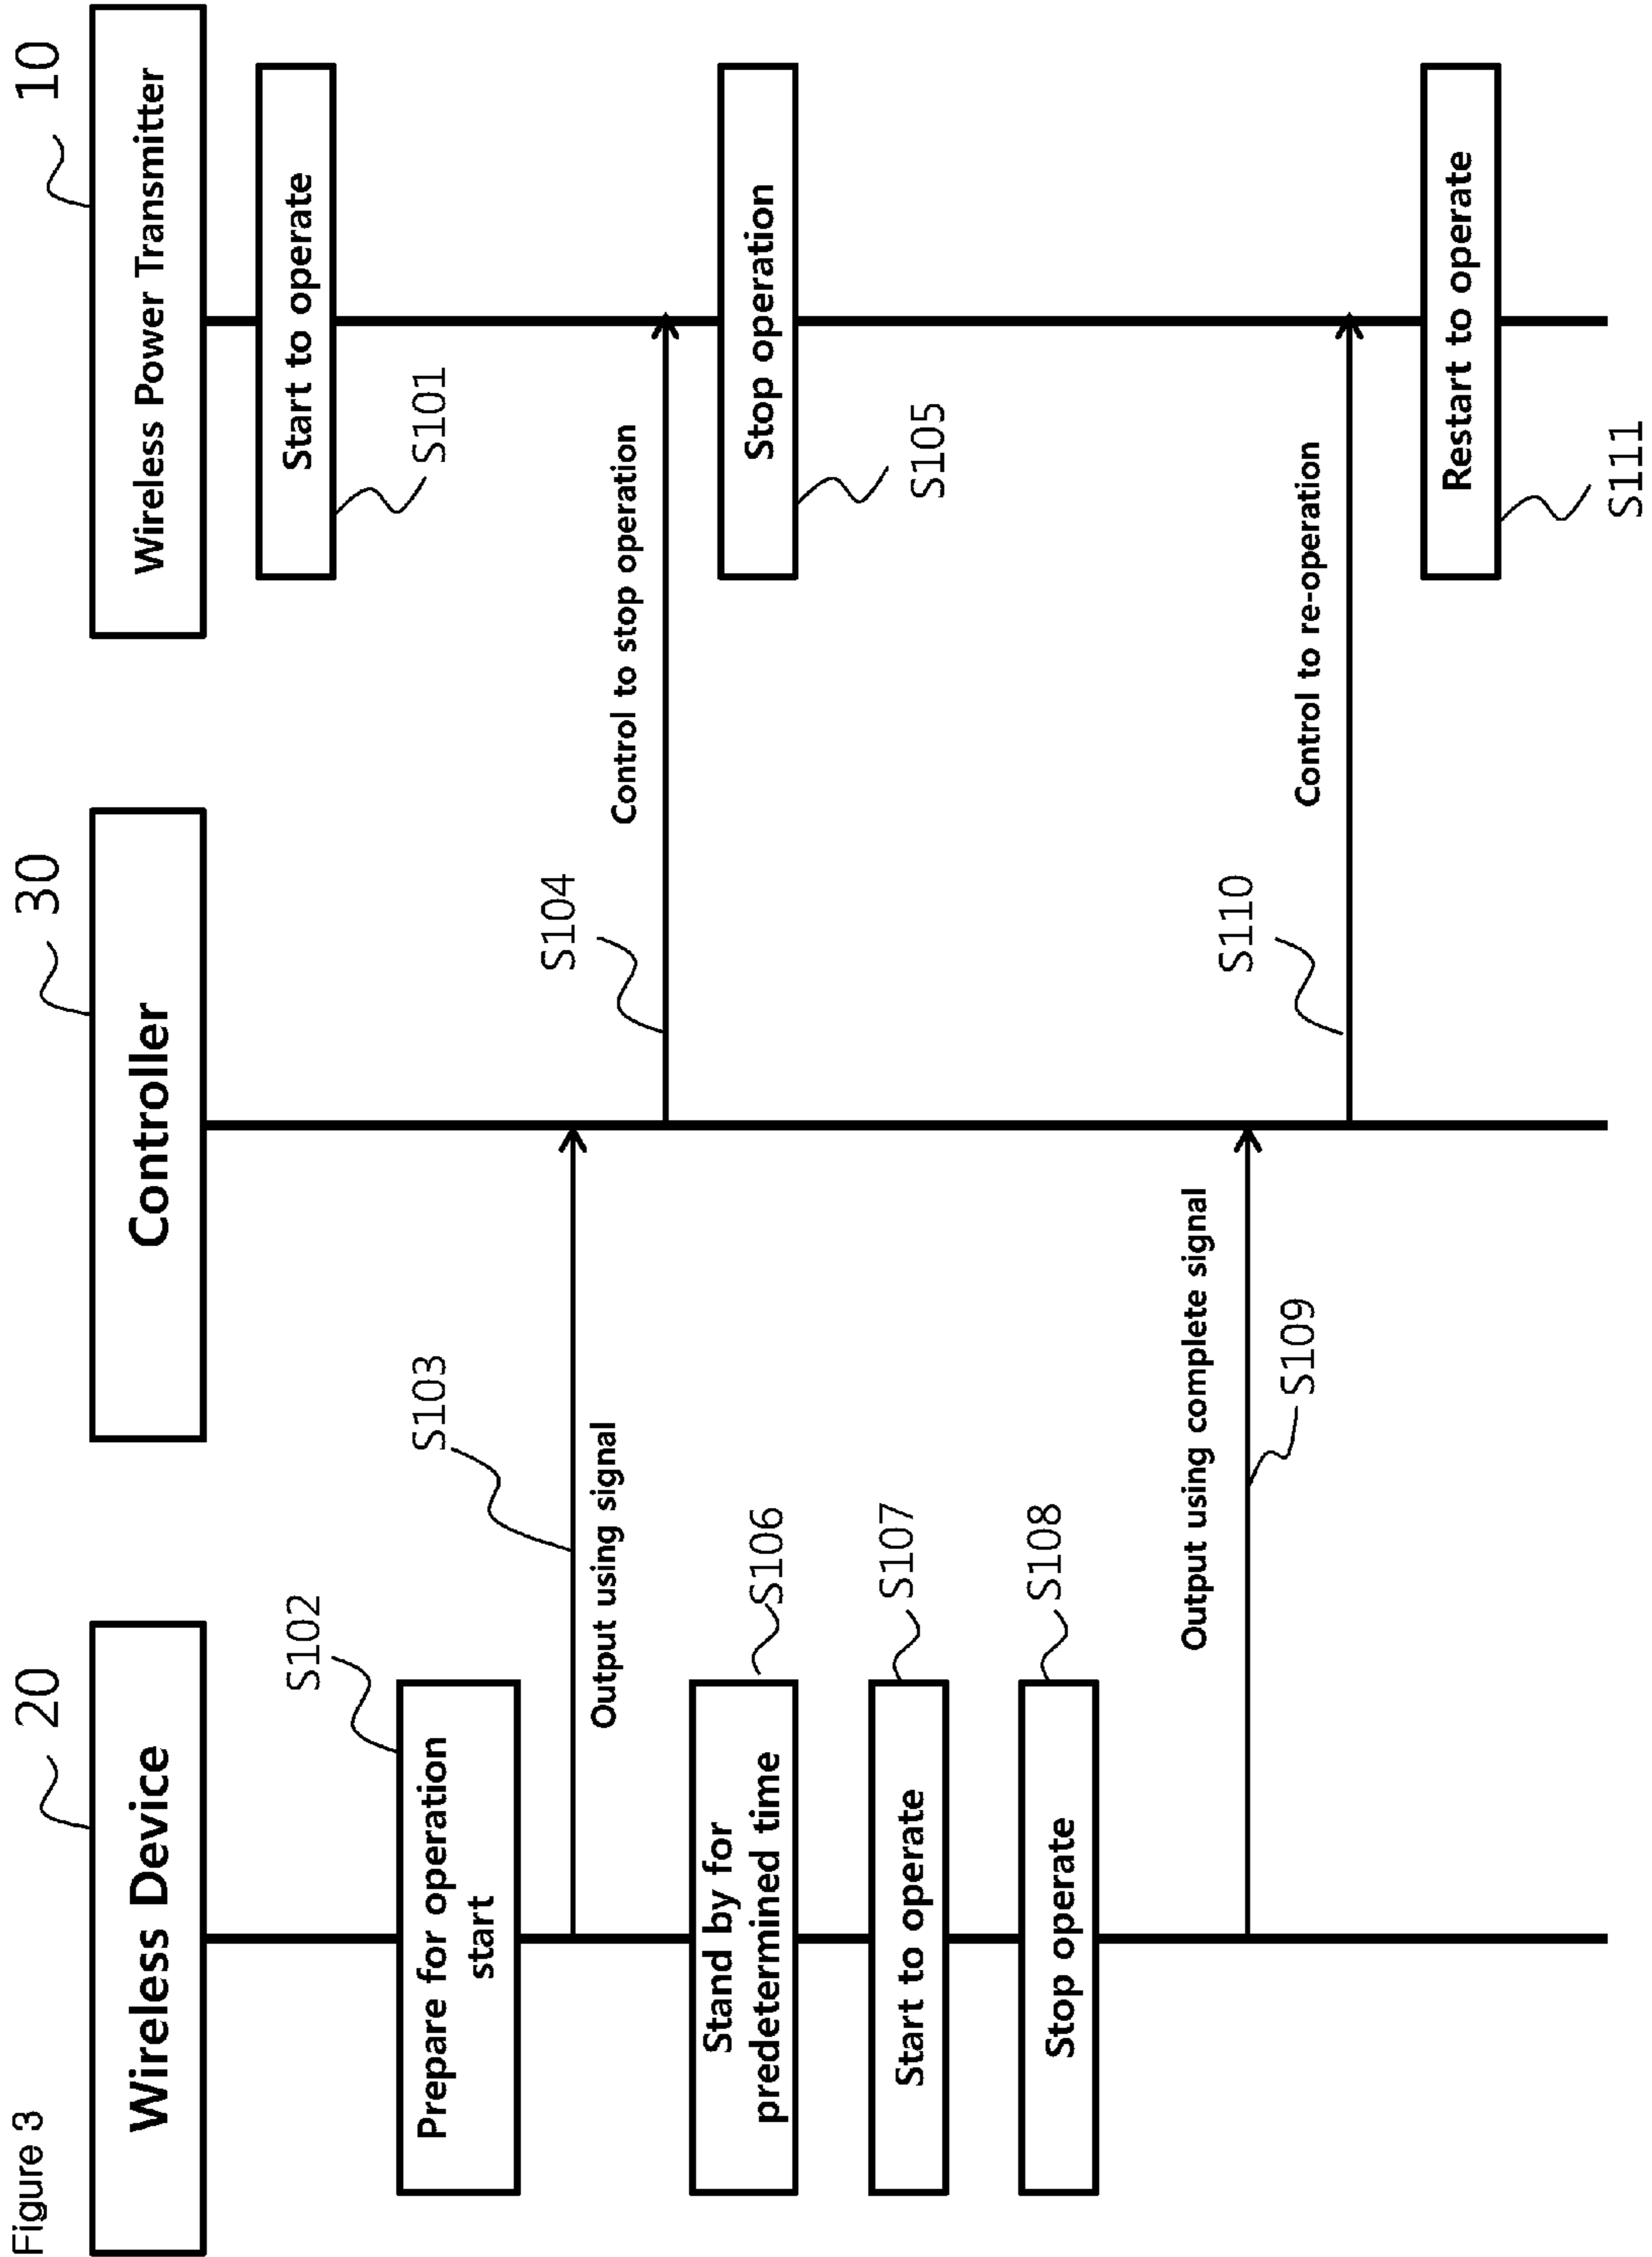 Figure 3
20
30
10
Wireless Device
Controller
Wireless Power Transmitter
Start to operate
S101
S102
Prepare for operation
start
S103
Output using signal
S104
Control to stop operation
Stop operation
S105
Stand by for
predetermined time
S106
Start to operate
S107
Stop operate
S108
Output using complete signal
S109
S110
Control to re-operation
Restart to operate
S111